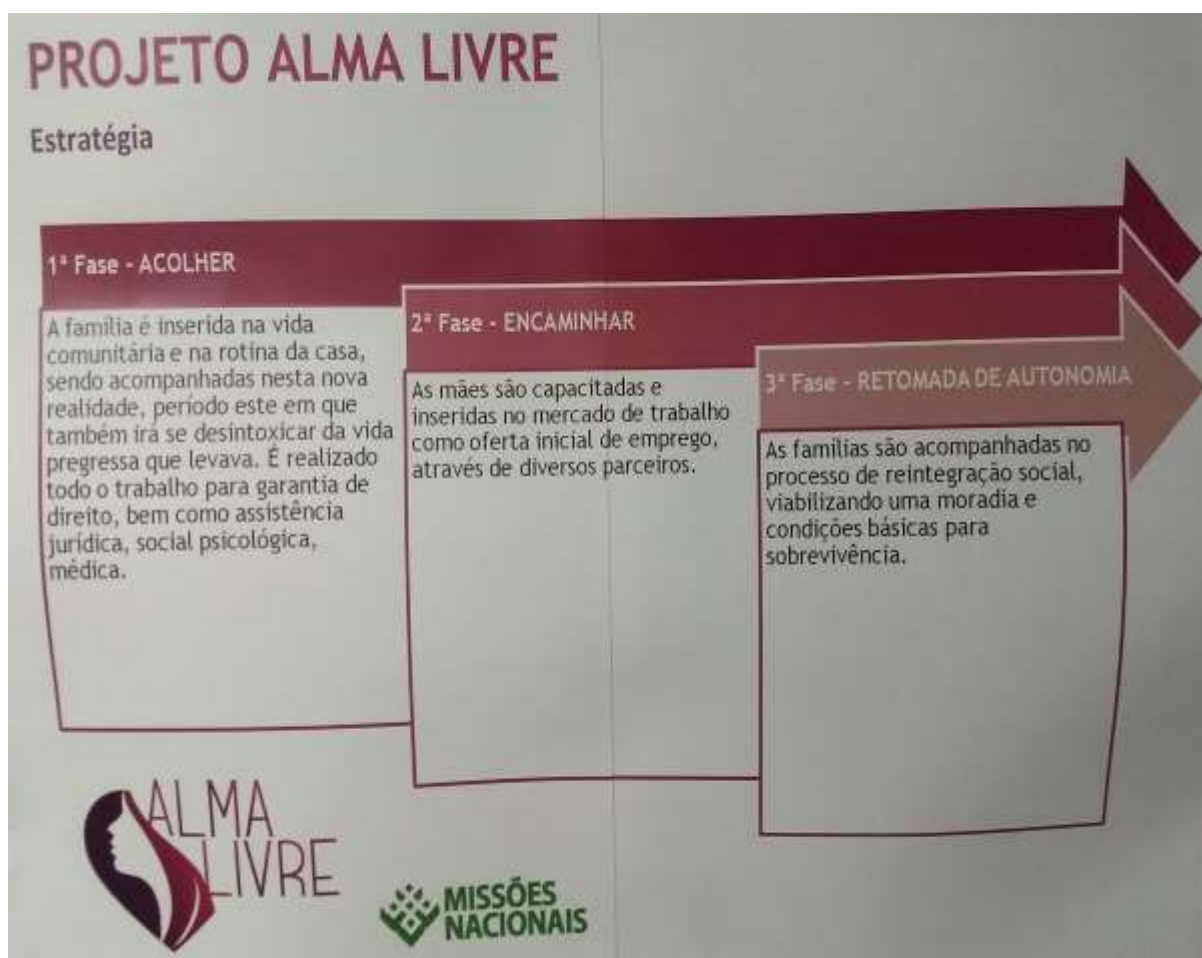 PROJETO ALMA LIVRE
Estratégia
1ª Fase - ACOLHER
A família é inserida na vida
comunitária e na rotina da casa,
sendo acompanhadas nesta nova
realidade, período este em que
também irá se desintoxicar da vida
pregressa que levava. É realizado
todo o trabalho para garantia de
direito, bem como assistência
jurídica, social psicológica,
médica.
2ª Fase - ENCAMINHAR
As mães são capacitadas e
inseridas no mercado de trabalho
como oferta inicial de emprego,
através de diversos parceiros.
3ª Fase - RETOMADA DE AUTONOMIA
As famílias são acompanhadas no
processo de reintegração social,
viabilizando uma moradia e
condições básicas para
sobrevivência.
ALMA
LIVRE
MISSÕES
NACIONAIS